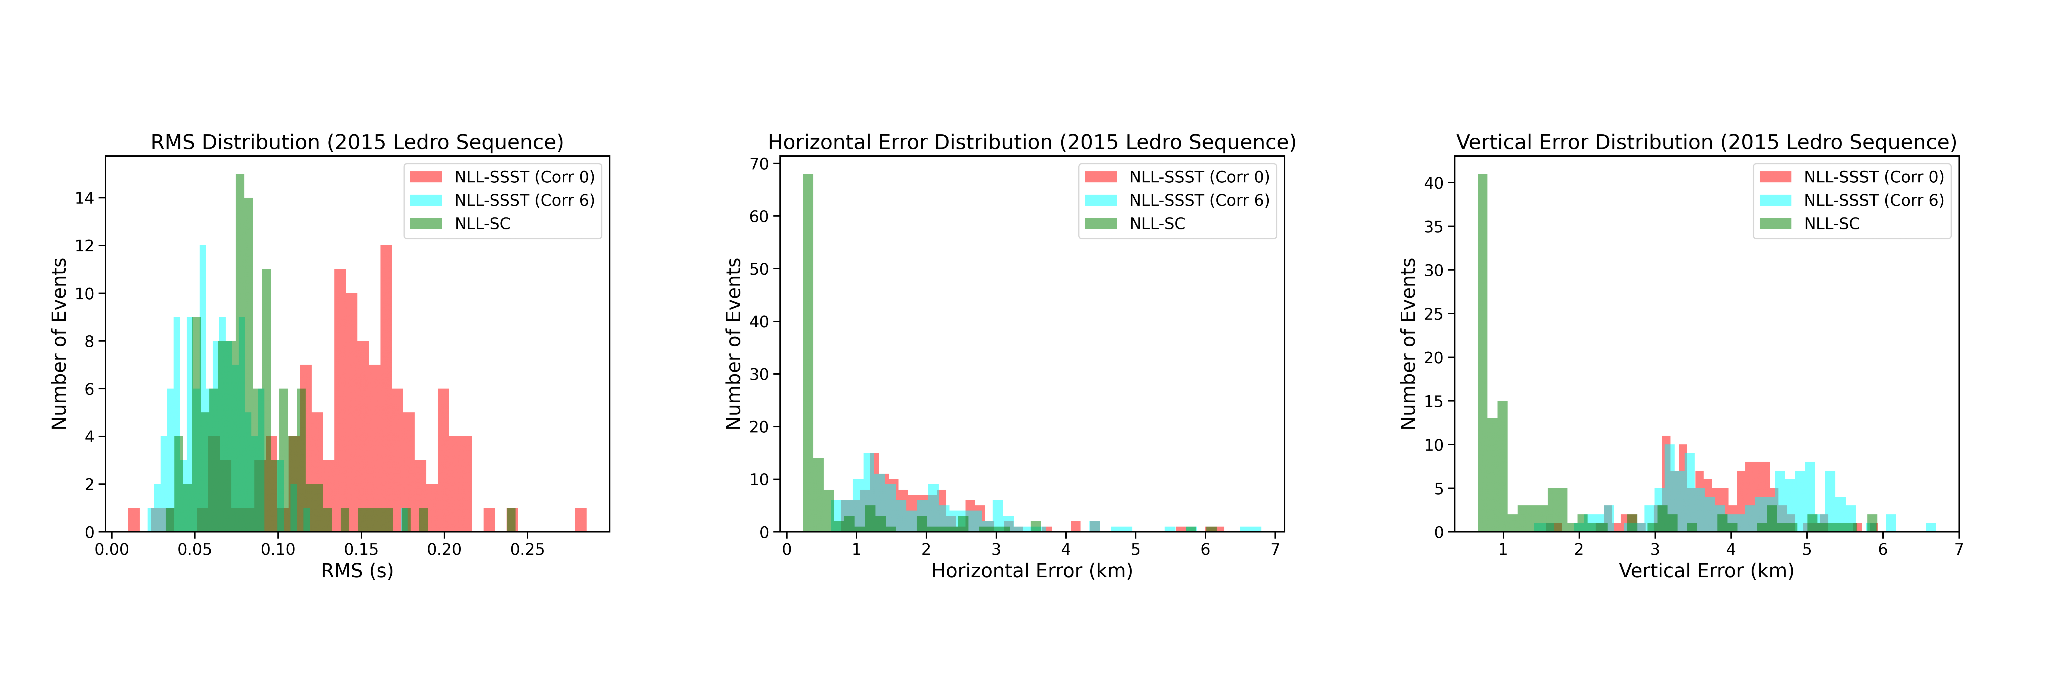 RMS Distribution (2015 Ledro Sequence)
NLL-SSST (Corr 0)
NLL-SSST (Corr 6)
NLL-SC
Number of Events
14
12
10
8
6
4
2
0
0.00 0.05 0.10 0.15 0.20 0.25
RMS (s)
Horizontal Error Distribution (2015 Ledro Sequence)
NLL-SSST (Corr 0)
NLL-SSST (Corr 6)
NLL-SC
Number of Events
70
60
50
40
30
20
10
0
0 1 2 3 4 5 6 7
Horizontal Error (km)
Vertical Error Distribution (2015 Ledro Sequence)
NLL-SSST (Corr 0)
NLL-SSST (Corr 6)
NLL-SC
Number of Events
40
35
30
25
20
15
10
5
0
1 2 3 4 5 6 7
Vertical Error (km)